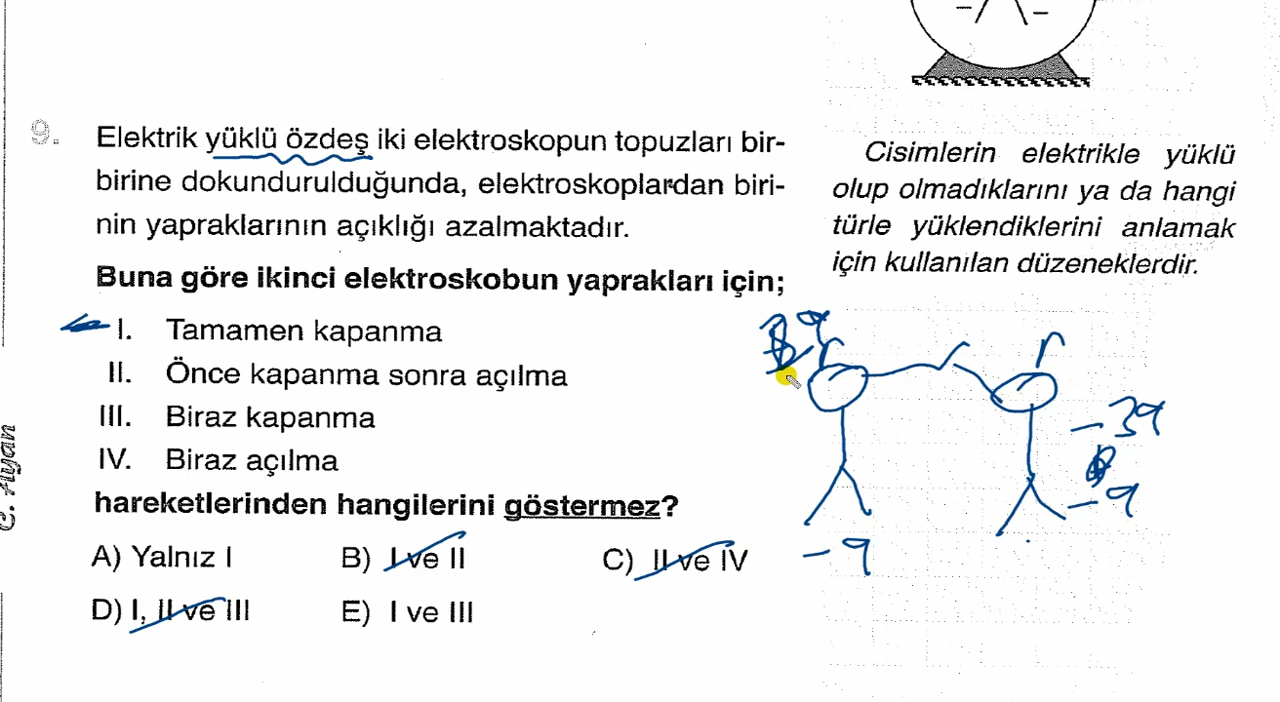 9. Elektrik yüklü özdeş iki elektroskopun topuzları bir-
birine dokundurulduğunda, elektroskoplardan biri-
nin yapraklarının açıklığı azalmaktadır.
Buna göre ikinci elektroskobun yaprakları için;
I. Tamamen kapanma
II. Önce kapanma sonra açılma
III. Biraz kapanma
IV. Biraz açılma
hareketlerinden hangilerini göstermez?
A) Yalnız I B) I ve II C) II ve IV
D) I, II ve III E) I ve III
Cisimlerin elektrikle yüklü
olup olmadıklarını ya da hangi
türle yüklendiklerini anlamak
için kullanılan düzeneklerdir.
r
r
-3q
-q
-q